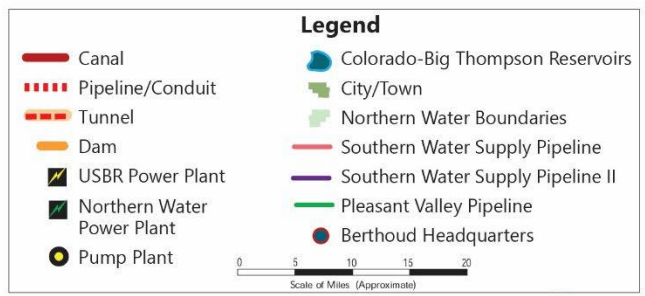 Legend
Canal
Pipeline/Conduit
Tunnel
Dam
USBR Power Plant
Northern Water
Power Plant
Pump Plant
Colorado-Big Thompson Reservoirs
City/Town
Northern Water Boundaries
Southern Water Supply Pipeline
Southern Water Supply Pipeline II
Pleasant Valley Pipeline
Berthoud Headquarters
0 5 10 15 20
Scale of Miles (Approximate)